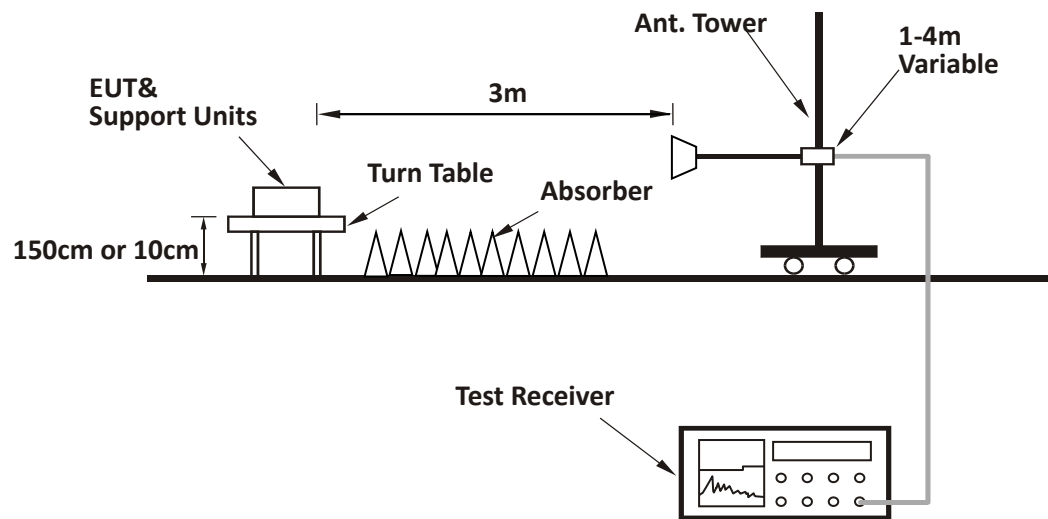 Ant. Tower
1-4m
Variable
EUT&
Support Units
3m
Turn Table
Absorber
150cm or 10cm
Test Receiver